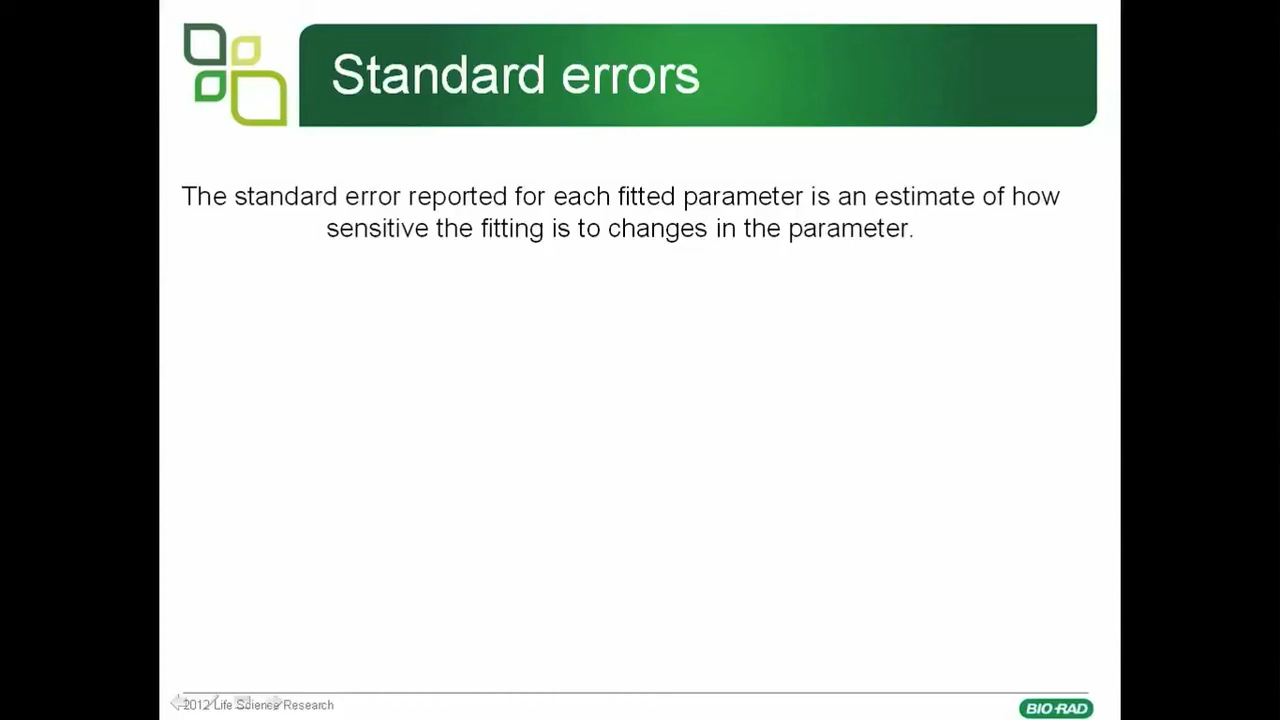 Standard errors
The standard error reported for each fitted parameter is an estimate of how
sensitive the fitting is to changes in the parameter.
2012 Life Science Research
BIO-RAD